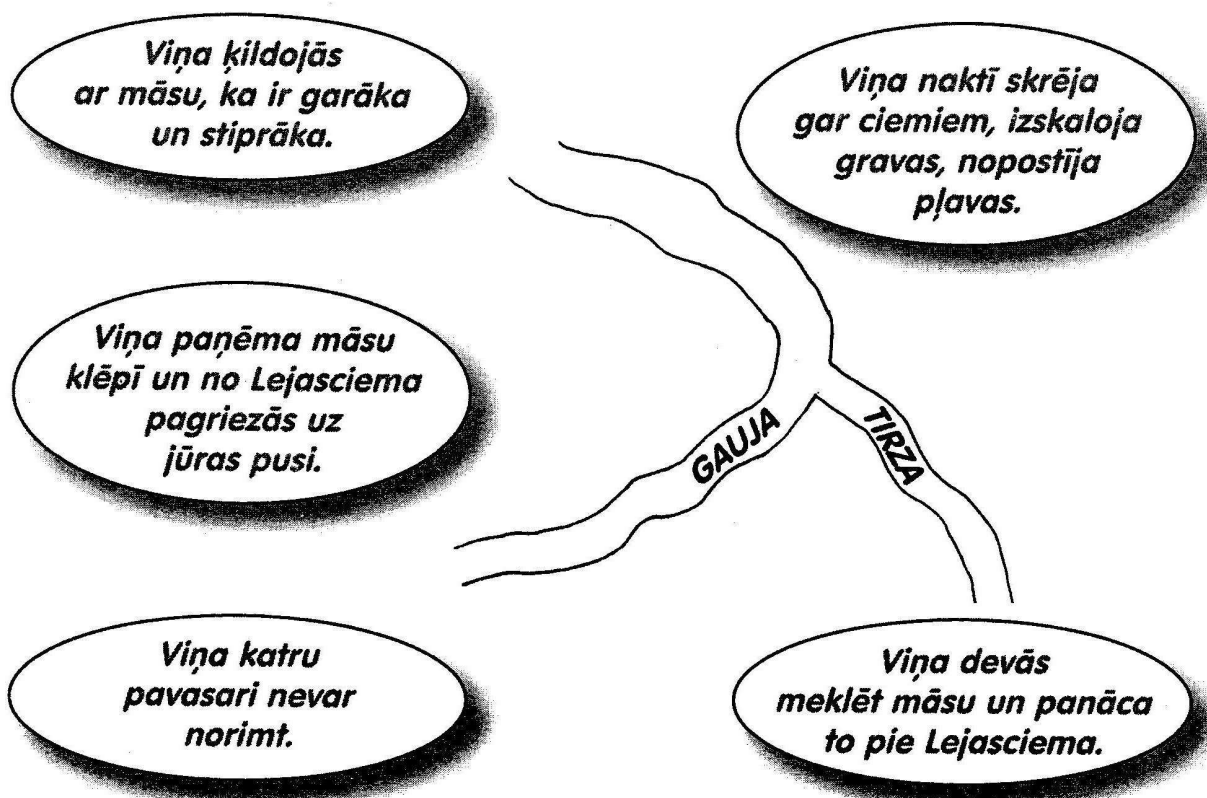 Viņa ķildojās
ar māsu, ka ir garāka
un stiprāka.
Viņa naktī skrēja
gar ciemiem, izskaloja
gravas, nopostīja
pļavas.
Viņa paņēma māsu
klēpī un no Lejasciema
pagriezās uz
jūras pusi.
GAUJA
TIRZA
Viņa katru
pavasari nevar
norimt.
Viņa devās
meklēt māsu un panāca
to pie Lejasciema.